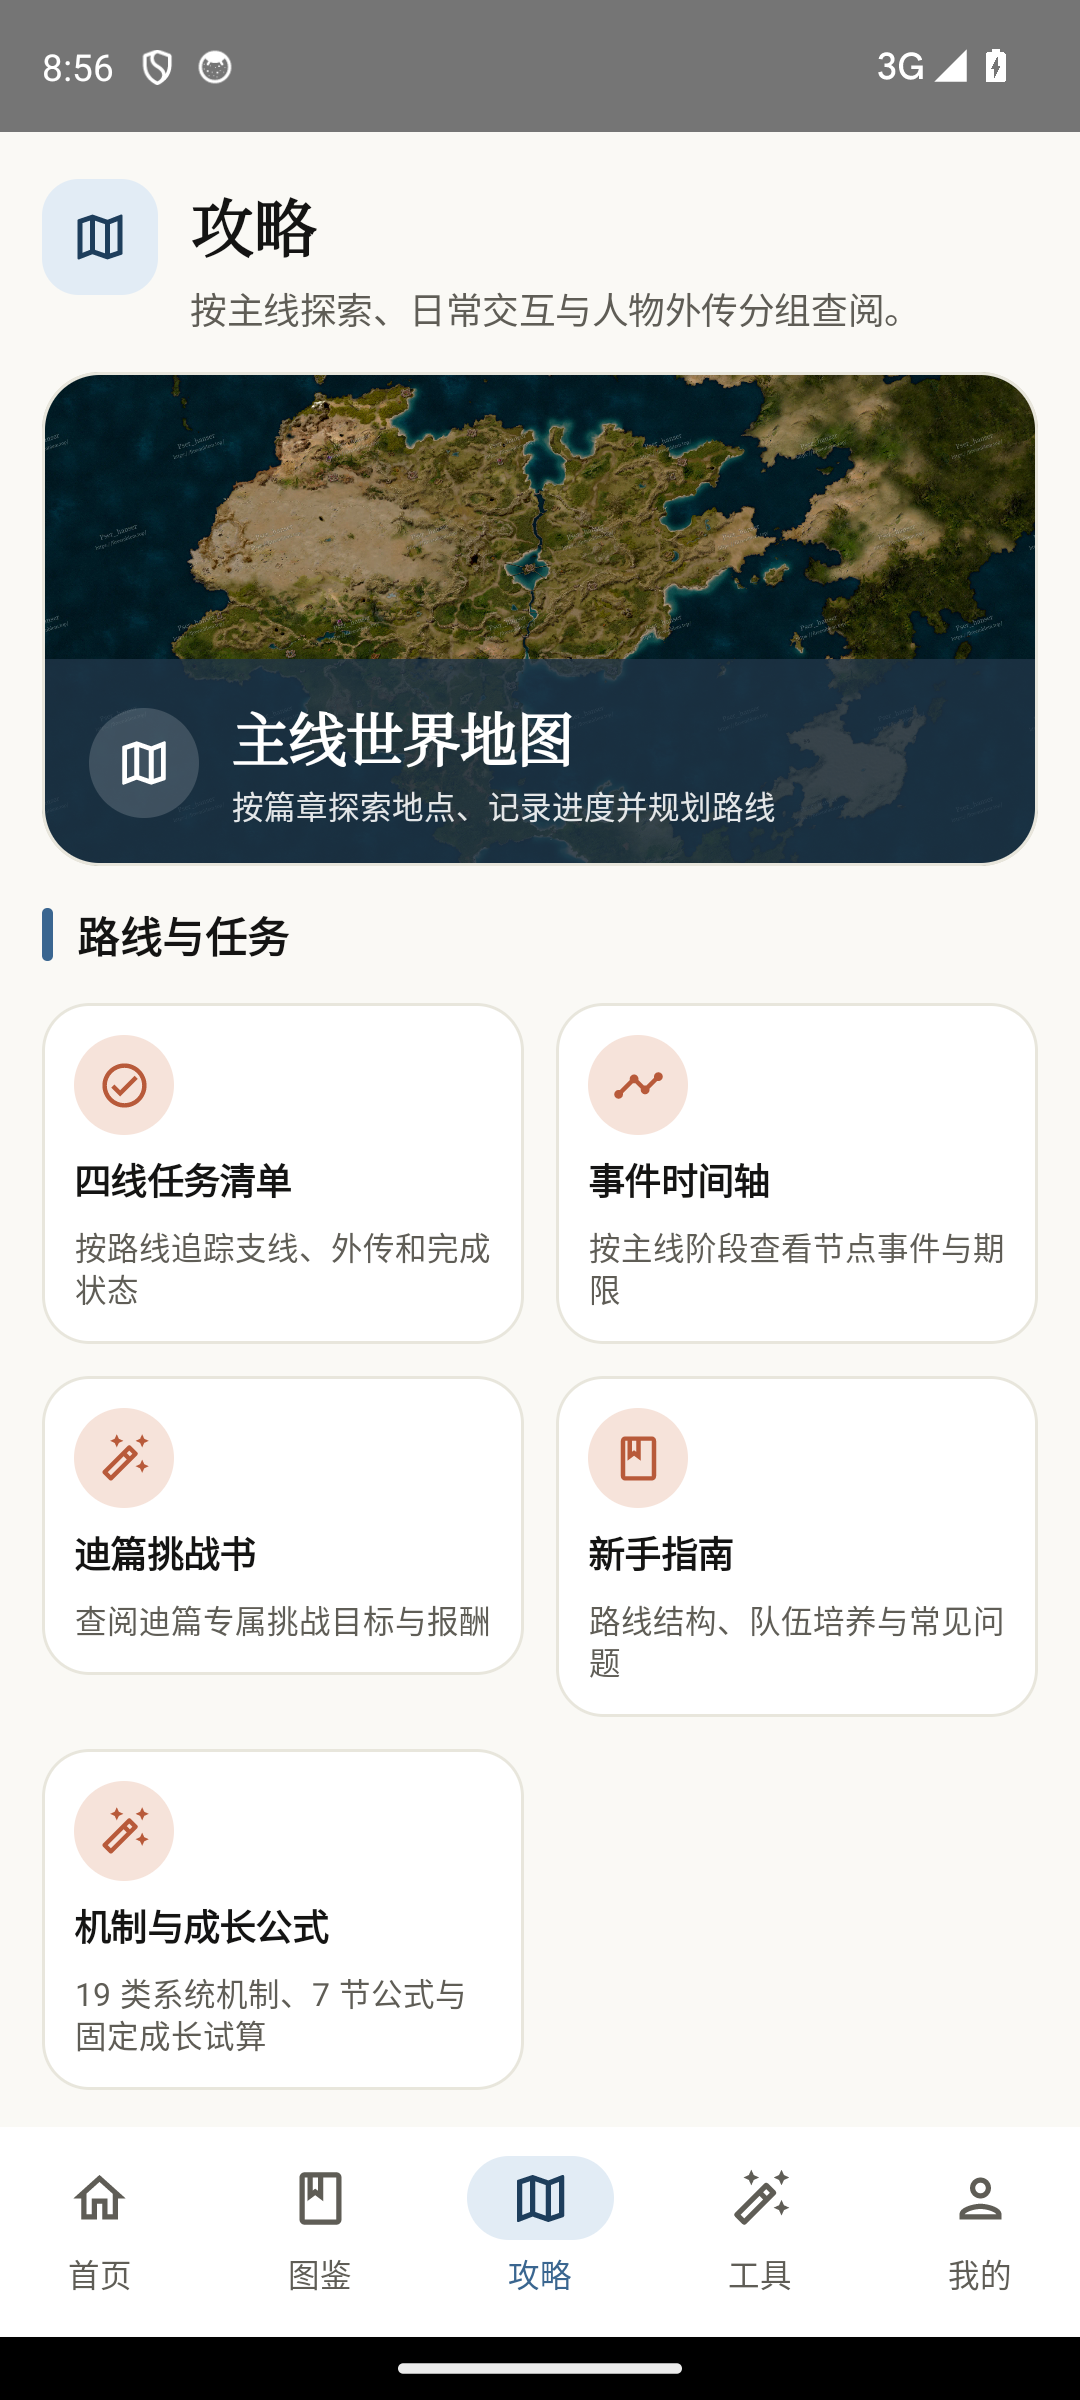 8:56
3G
攻略
按主线探索、日常交互与人物外传分组查阅。
主线世界地图
按篇章探索地点、记录进度并规划路线
路线与任务
四线任务清单
按路线追踪支线、外传和完成
状态
事件时间轴
按主线阶段查看节点事件与期
限
迪篇挑战书
查阅迪篇专属挑战目标与报酬
新手指南
路线结构、队伍培养与常见问
题
机制与成长公式
19 类系统机制、7 节公式与
固定成长试算
首页
图鉴
攻略
工具
我的